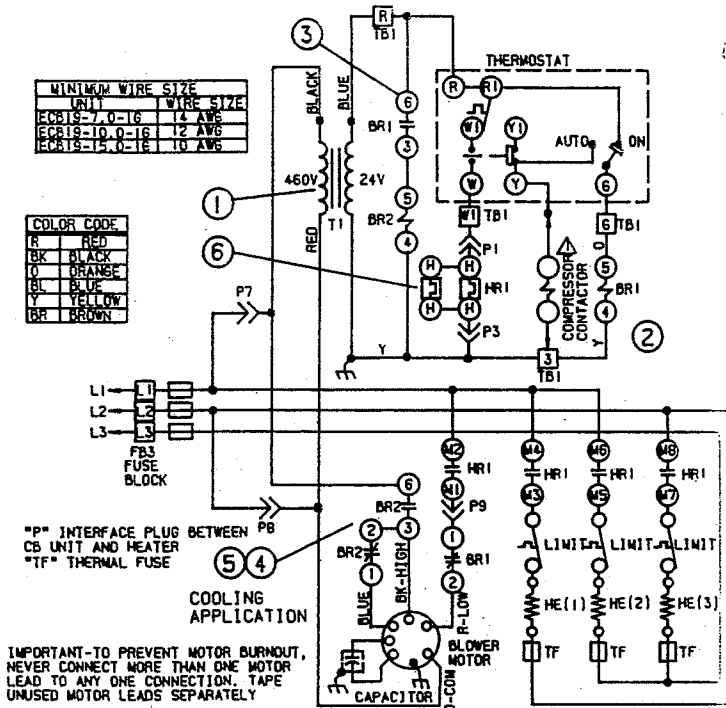 R
TB1
3
THERMOSTAT
MINIMUM WIRE SIZE
UNIT WIRE SIZE
ECB19-7.0-1G 14 AWG
ECB19-10.0-1G 12 AWG
ECB19-15.0-1G 10 AWG
BLACK
BLUE
6
BR1
3
R
R1
W1
Y1
AUTO
ON
1
460V
24V
T1
5
BR2
4
W
Y
6
W1
TB1
6
TB1
COLOR CODE
R RED
BK BLACK
O ORANGE
BL BLUE
Y YELLOW
BR BROWN
RED
6
P1
H
H
HR1
H
H
P3
COMPRESSOR
CONTACTOR
O
5
BR1
4
Y
2
P7
Y
3
TB1
L1
L1
L2
L2
L3
L3
FB3
FUSE
BLOCK
M2
HR1
M1
P9
M4
HR1
M3
M6
HR1
M5
M8
HR1
M7
P8
6
BR2
3
2
BR2
1
1
BR1
2
LIMIT
LIMIT
LIMIT
"P" INTERFACE PLUG BETWEEN
CB UNIT AND HEATER
"TF" THERMAL FUSE
5
4
COOLING
APPLICATION
BLUE
BK-HIGH
R-LOW
HE(1)
HE(2)
HE(3)
TF
TF
TF
BLOWER
MOTOR
CAPACITOR
O-COM
IMPORTANT-TO PREVENT MOTOR BURNOUT,
NEVER CONNECT MORE THAN ONE MOTOR
LEAD TO ANY ONE CONNECTION. TAPE
UNUSED MOTOR LEADS SEPARATELY